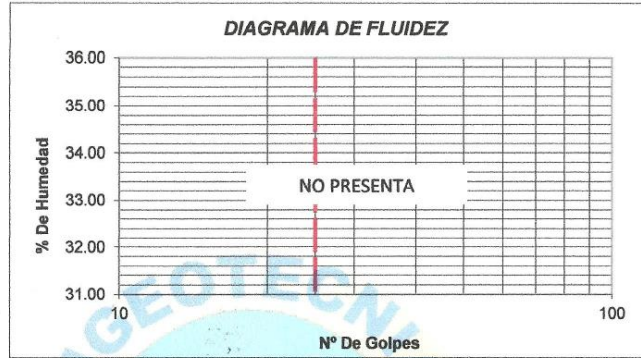 DIAGRAMA DE FLUIDEZ
% De Humedad
36.00
35.00
34.00
33.00
32.00
31.00
NO PRESENTA
10
100
Nº De Golpes